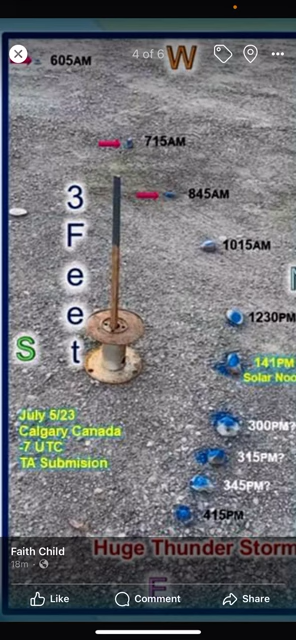 4 of 6
W
605AM
715AM
845AM
3
F
e
e
t
1015AM
1230PM
S
141PM
Solar Noo
July 5/23
Calgary Canada
-7 UTC
TA Submision
300PM?
315PM?
345PM?
415PM
Huge Thunder Storm
E
Faith Child
18m
Like
Comment
Share